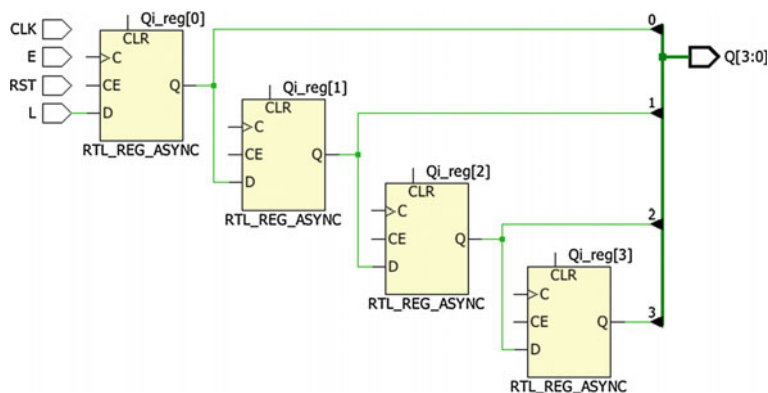 CLK
E
RST
L
Qi_reg[0]
CLR
C
CE
D
Q
RTL_REG_ASYNC
Qi_reg[1]
CLR
C
CE
D
Q
RTL_REG_ASYNC
Qi_reg[2]
CLR
C
CE
D
Q
RTL_REG_ASYNC
Qi_reg[3]
CLR
C
CE
D
Q
RTL_REG_ASYNC
0
1
2
3
Q[3:0]